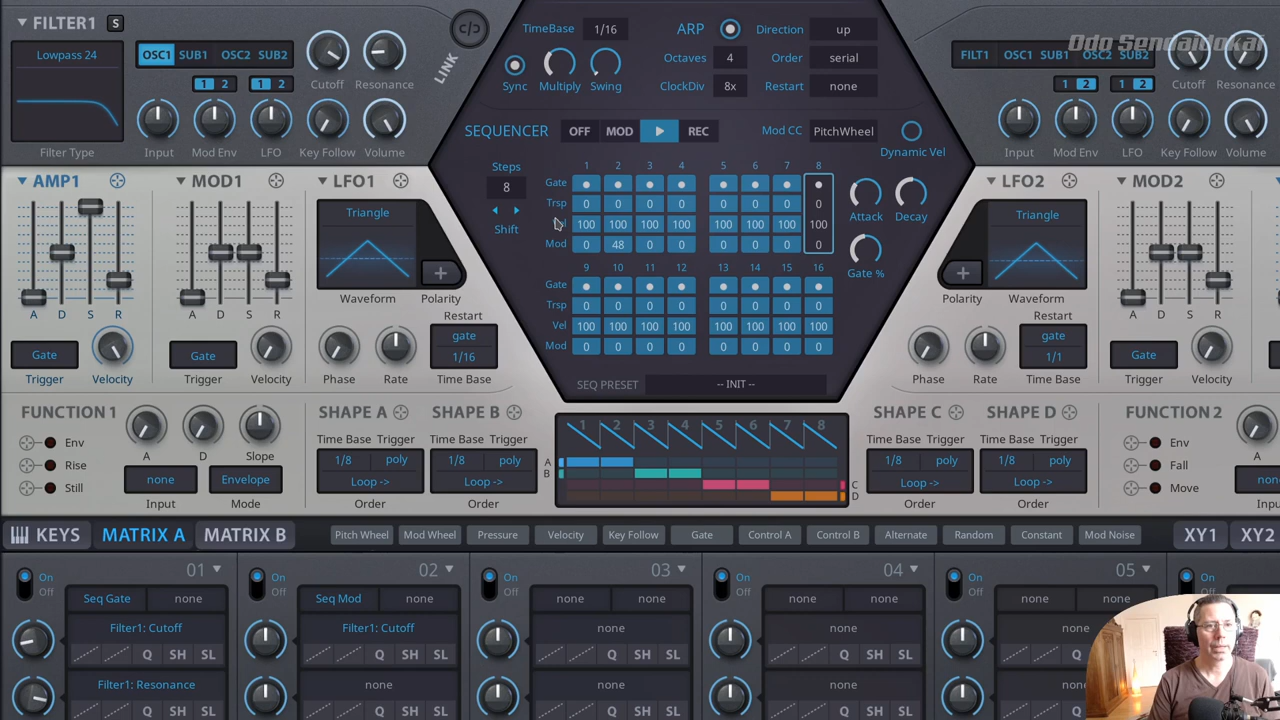 FILTER1 S
Lowpass 24
Filter Type
OSC1 SUB1 OSC2 SUB2
1 2 1 2
Cutoff Resonance
Input Mod Env LFO Key Follow Volume
LINK
TimeBase 1/16
Sync Multiply Swing
ARP Direction up
Octaves 4 Order serial
ClockDiv 8x Restart none
SEQUENCER OFF MOD REC Mod CC PitchWheel
Dynamic Vel
Odo Sendaidokai
FILT1 OSC1 SUB1 OSC2 SUB2
1 2 1 2
Cutoff Resonance
Input Mod Env LFO Key Follow Volume
Steps
8
Shift
1 2 3 4 5 6 7 8
Gate
Trsp 0 0 0 0 0 0 0 0
100 100 100 100 100 100 100 100
Mod 0 48 0 0 0 0 0 0
9 10 11 12 13 14 15 16
Gate
Trsp 0 0 0 0 0 0 0 0
Vel 100 100 100 100 100 100 100 100
Mod 0 0 0 0 0 0 0 0
Attack Decay
Gate %
SEQ PRESET -- INIT --
AMP1 MOD1 LFO1
A D S R A D S R
Triangle
Waveform Polarity
Restart
Gate Gate
gate
1/16
Trigger Velocity Trigger Velocity Phase Rate Time Base
LFO2 MOD2
Triangle
Polarity Waveform
A D S R
Restart
gate
1/1
Gate
Phase Rate Time Base Trigger Velocity
FUNCTION 1
Env
Rise
Still
A D Slope
none Envelope
Input Mode
SHAPE A SHAPE B
Time Base Trigger Time Base Trigger
1/8 poly 1/8 poly
Loop -> Loop ->
Order Order
1 2 3 4 5 6 7 8
A
B
C
D
SHAPE C SHAPE D
Time Base Trigger Time Base Trigger
1/8 poly 1/8 poly
Loop -> Loop ->
Order Order
FUNCTION 2
Env
Fall
Move
A
Input
KEYS MATRIX A MATRIX B Pitch Wheel Mod Wheel Pressure Velocity Key Follow Gate Control A Control B Alternate Random Constant Mod Noise XY1 XY2
On Off 01 On Off 02 On Off 03 On Off 04 On Off 05 On Off
Seq Gate none Seq Mod none none none none none none none
Filter1: Cutoff Filter1: Cutoff none none none
Q SH SL Q SH SL Q SH SL Q SH SL Q SH SL
Filter1: Resonance none none none none
Q SH SL Q SH SL Q SH SL Q SH SL Q SH SL